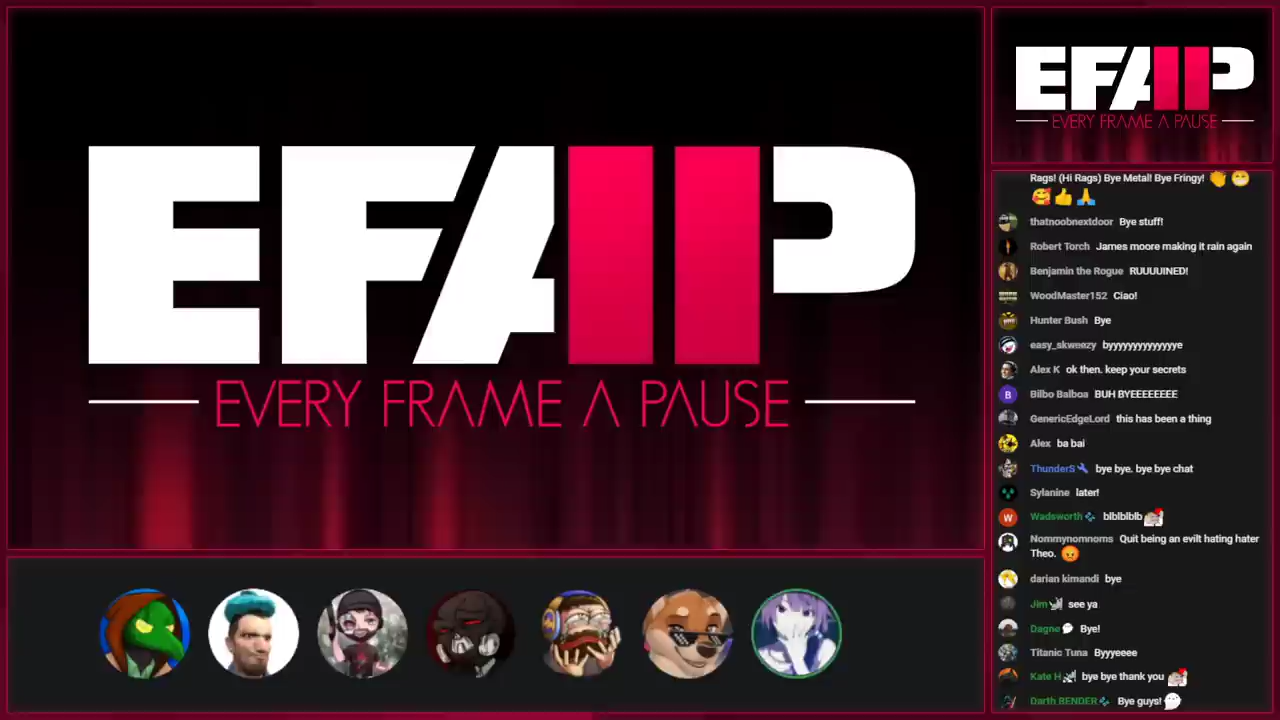 EFAP
EVERY FRAME A PAUSE
EFAP
EVERY FRAME A PAUSE
Rags! (Hi Rags) Bye Metal! Bye Fringy! 👏 😁
🥰 👍 🙏
thatnoobnextdoor Bye stuff!
Robert Torch James moore making it rain again
Benjamin the Rogue RUUUUINED!
WoodMaster152 Ciao!
Hunter Bush Bye
easy_skweezy byyyyyyyyyyyyye
Alex K ok then. keep your secrets
B Bilbo Balboa BUH BYEEEEEEEE
GenericEdgeLord this has been a thing
Alex ba bai
ThunderS bye bye. bye bye chat
Sylanine later!
W Wadsworth blblblblb
Nommynomnoms Quit being an evilt hating hater
Theo. 😡
darian kimandi bye
Jim see ya
Dagne Bye!
Titanic Tuna Byyyeeee
Kate H bye bye thank you
Darth BENDER Bye guys!